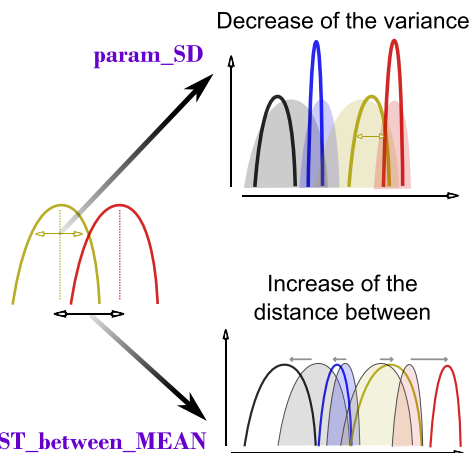 Decrease of the variance
param_SD
Increase of the
distance between
ST_between_MEAN